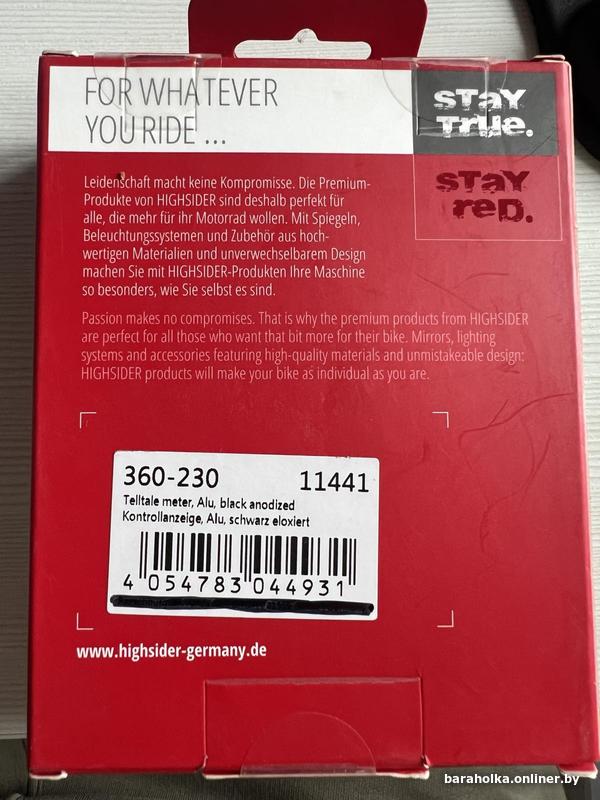 FOR WHATEVER
YOU RIDE ...
STaY
True.
STaY
reD.
Leidenschaft macht keine Kompromisse. Die Premium-
Produkte von HIGHSIDER sind deshalb perfekt für
alle, die mehr für ihr Motorrad wollen. Mit Spiegeln,
Beleuchtungssystemen und Zubehör aus hoch-
wertigen Materialien und unverwechselbarem Design
machen Sie mit HIGHSIDER-Produkten Ihre Maschine
so besonders, wie Sie selbst es sind.
Passion makes no compromises. That is why the premium products from HIGHSIDER
are perfect for all those who want that bit more for their bike. Mirrors, lighting
systems and accessories featuring high-quality materials and unmistakeable design:
HIGHSIDER products will make your bike as individual as you are.
360-230 11441
Telltale meter, Alu, black anodized
Kontrollanzeige, Alu, schwarz eloxiert
4 054783 044931
www.highsider-germany.de
baraholka.onliner.by